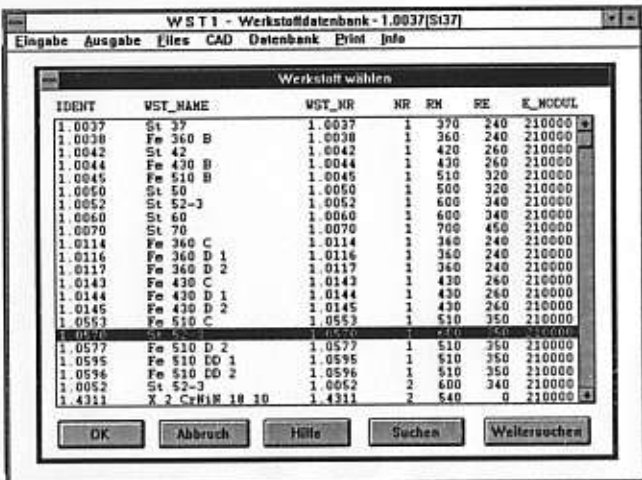 WST1 - Werkstoffdatenbank - 1.0037(St37)
Eingabe Ausgabe Files CAD Datenbank Print Info
Werkstoff wählen
IDENT WST_NAME WST_NR NR RM RE E_MODUL
1.0037 St 37 1.0037 1 370 240 210000
1.0038 Fe 360 B 1.0038 1 360 240 210000
1.0042 St 42 1.0042 1 420 260 210000
1.0044 Fe 430 B 1.0044 1 430 260 210000
1.0045 Fe 510 B 1.0045 1 510 320 210000
1.0050 St 50 1.0050 1 500 320 210000
1.0052 St 52-3 1.0052 1 600 340 210000
1.0060 St 60 1.0060 1 600 340 210000
1.0070 St 70 1.0070 1 700 450 210000
1.0114 Fe 360 C 1.0114 1 360 240 210000
1.0116 Fe 360 D 1 1.0116 1 360 240 210000
1.0117 Fe 360 D 2 1.0117 1 360 240 210000
1.0143 Fe 430 C 1.0143 1 430 260 210000
1.0144 Fe 430 D 1 1.0144 1 430 260 210000
1.0145 Fe 430 D 2 1.0145 1 430 260 210000
1.0553 Fe 510 C 1.0553 1 510 350 210000
1.0570 St 52-3 1.0570 1 350 210000
1.0577 Fe 510 D 2 1.0577 1 510 350 210000
1.0595 Fe 510 DD 1 1.0595 1 510 350 210000
1.0596 Fe 510 DD 2 1.0596 1 510 350 210000
1.0052 St 52-3 1.0052 2 600 340 210000
1.4311 X 2 CrNiN 18 10 1.4311 2 540 0 210000
OK Abbruch Hilfe Suchen Weitersuchen